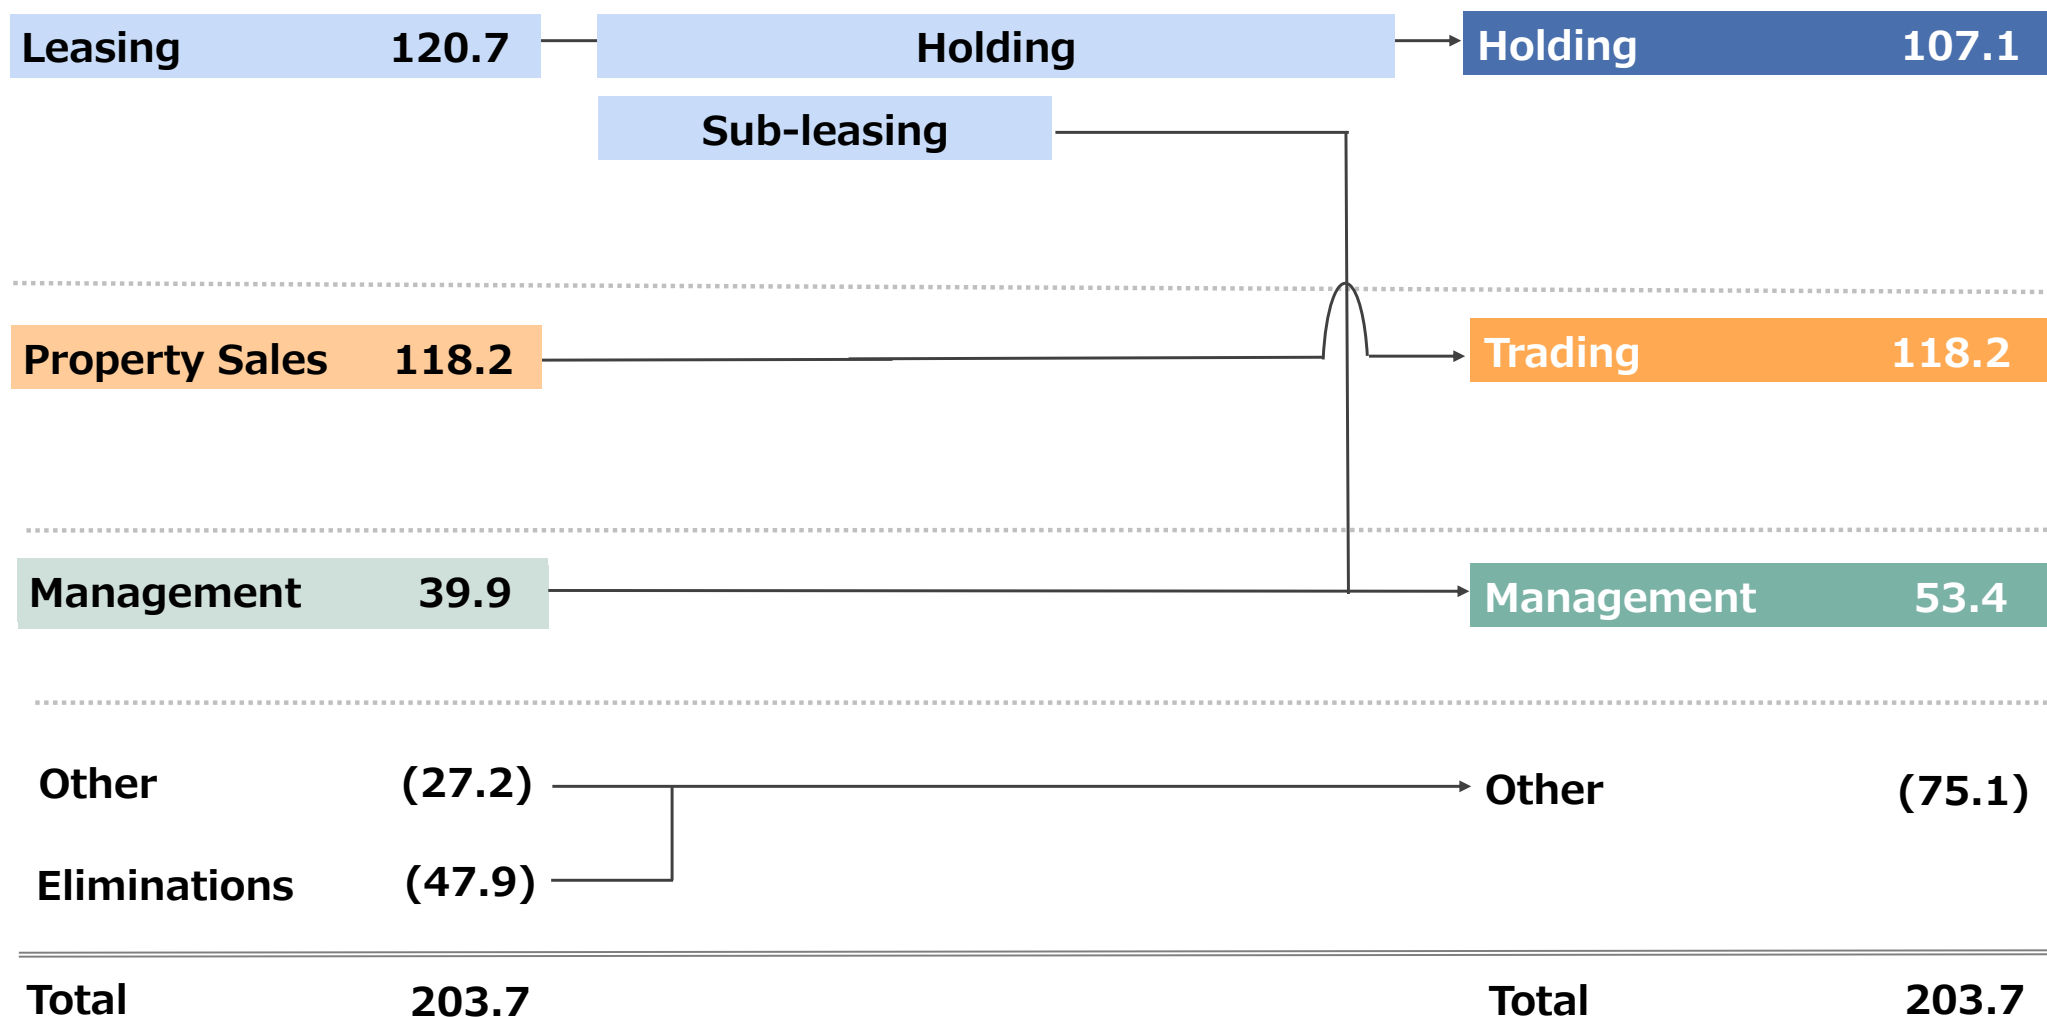 Leasing 120.7 Holding Holding 107.1
Sub-leasing
Property Sales 118.2 Trading 118.2
Management 39.9 Management 53.4
Other (27.2) Other (75.1)
Eliminations (47.9)
Total 203.7 Total 203.7